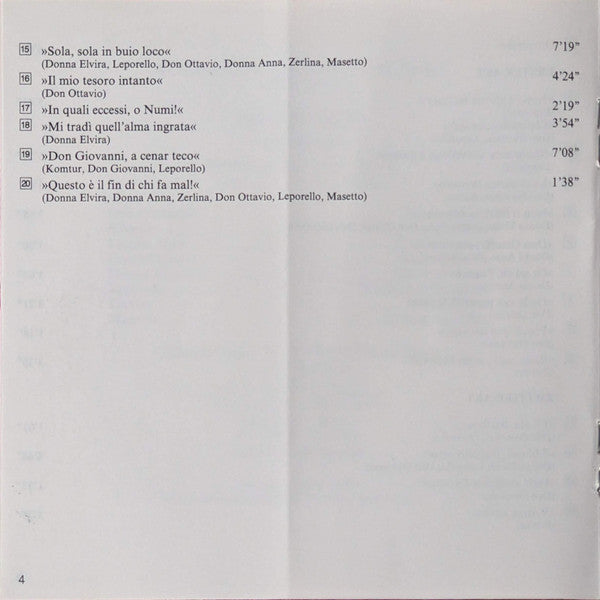 15 »Sola, sola in buio loco« 7'19"
(Donna Elvira, Leporello, Don Ottavio, Donna Anna, Zerlina, Masetto)
16 »Il mio tesoro intanto« 4'24"
(Don Ottavio)
17 »In quali eccessi, o Numi!« 2'19"
18 »Mi tradì quell'alma ingrata« 3'54"
(Donna Elvira)
19 »Don Giovanni, a cenar teco« 7'08"
(Komtur, Don Giovanni, Leporello)
20 »Questo è il fin di chi fa mal!« 1'38"
(Donna Elvira, Donna Anna, Zerlina, Don Ottavio, Leporello, Masetto)
4